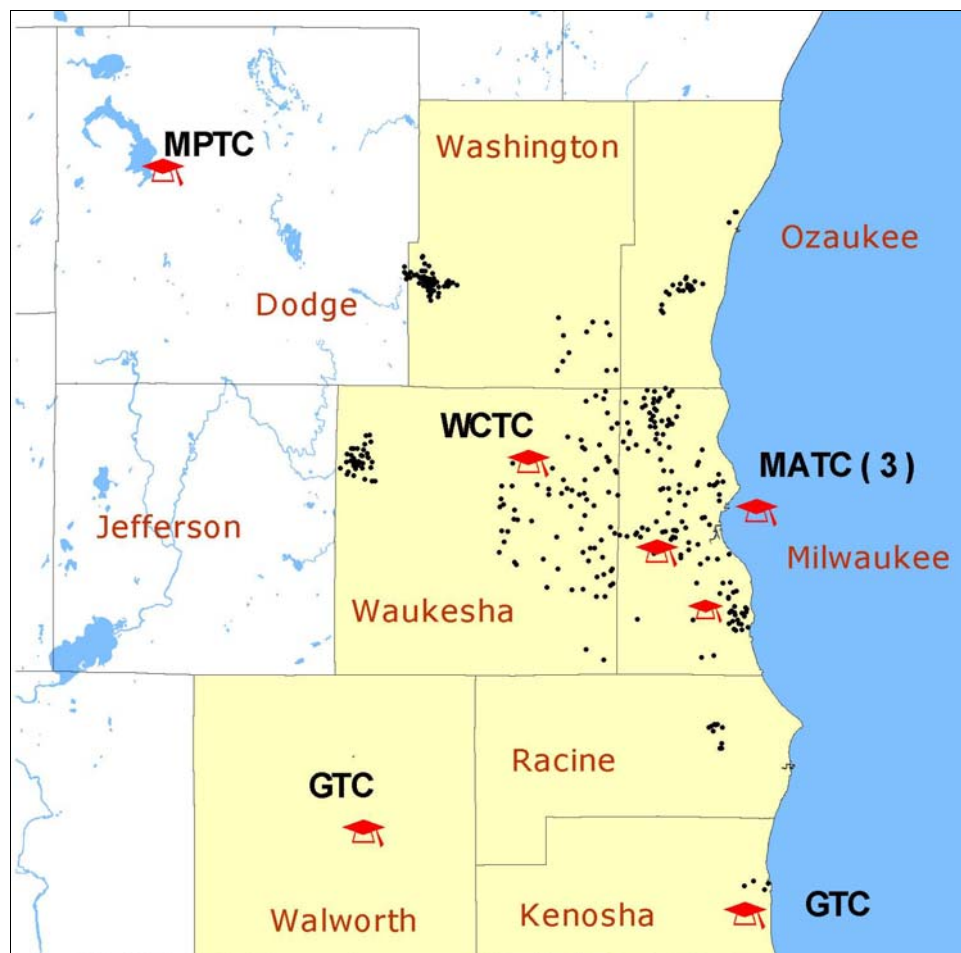 MPTC
Washington
Ozaukee
Dodge
WCTC
MATC ( 3 )
Jefferson
Milwaukee
Waukesha
Racine
GTC
Walworth
Kenosha
GTC